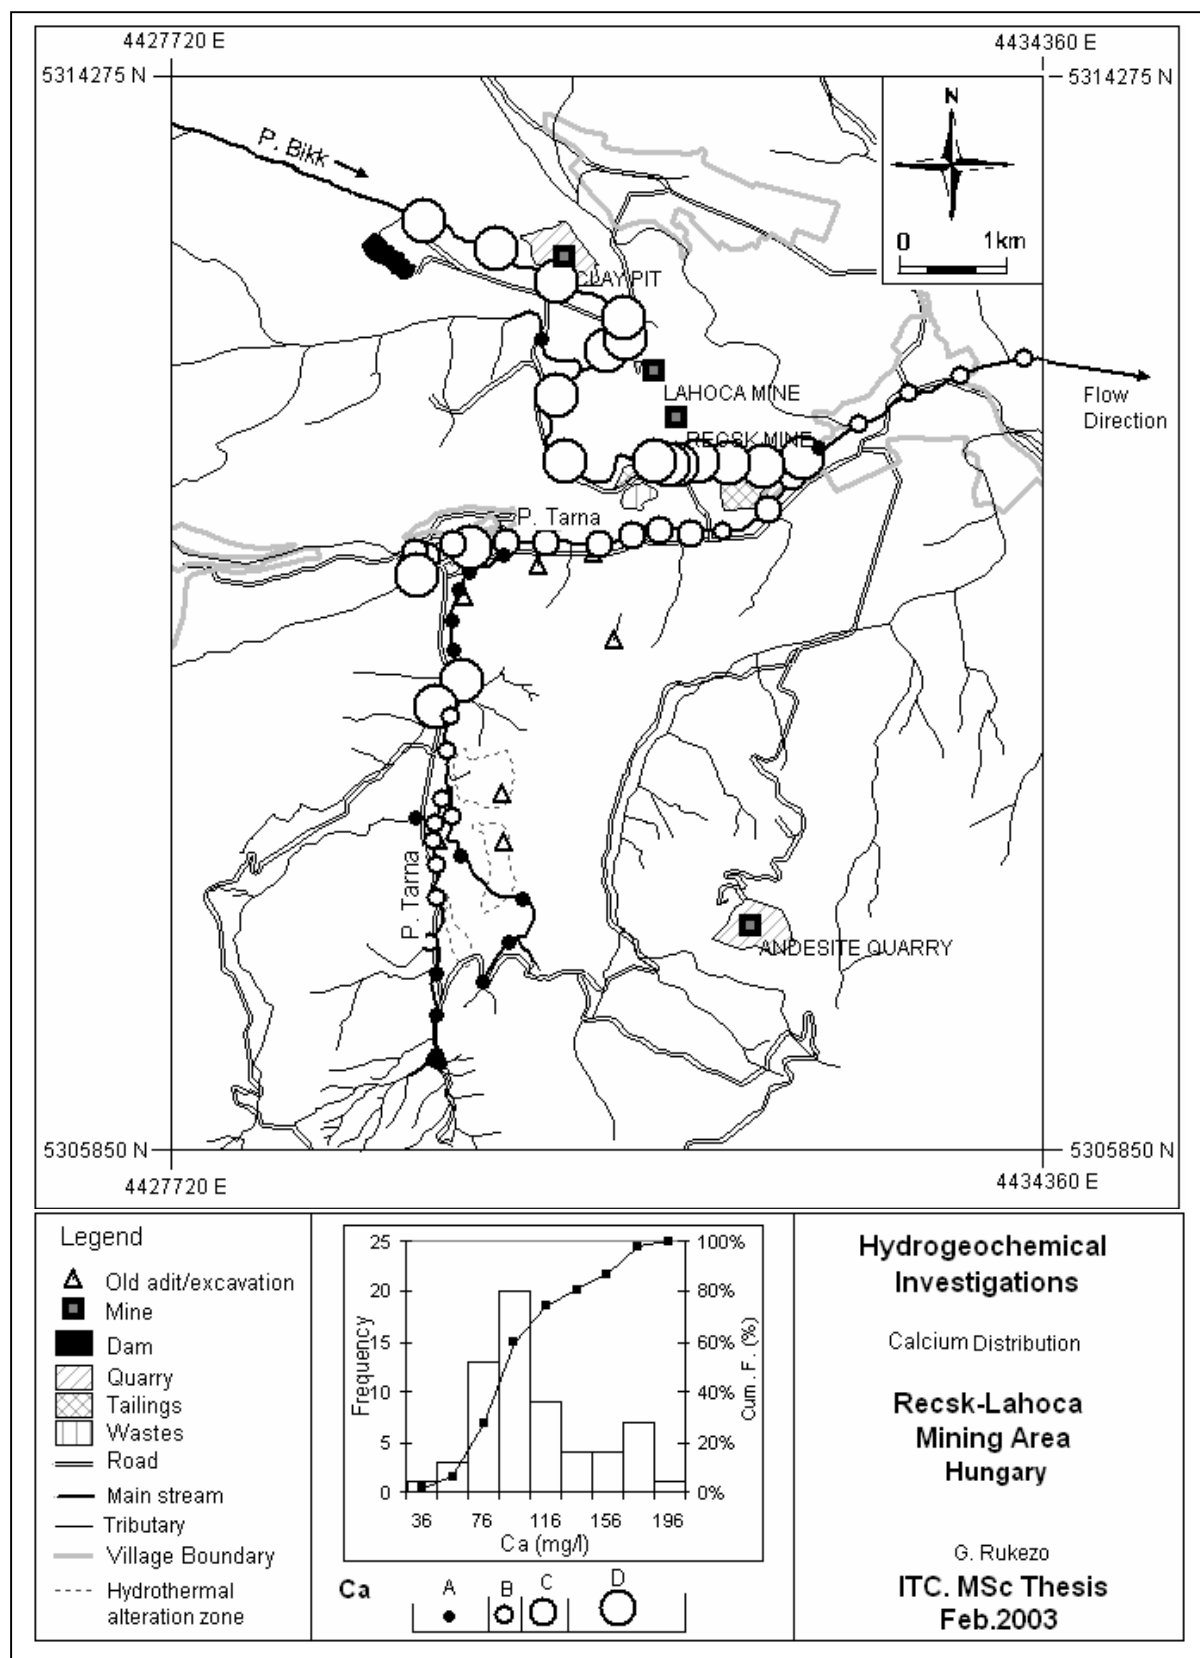 4427720 E
4434360 E
5314275 N
5314275 N
N
P. Bikk
0 1km
CLAY PIT
LAHOCA MINE
Flow
Direction
RECSK MINE
P. Tarna
P. Tarna
ANDESITE QUARRY
5305850 N
5305850 N
4427720 E
4434360 E
Legend
Old adit/excavation
Mine
Dam
Quarry
Tailings
Wastes
Road
Main stream
Tributary
Village Boundary
Hydrothermal
alteration zone
25
20
15
10
5
0
Frequency
100%
80%
60%
40%
20%
0%
Cum. F. (%)
36 76 116 156 196
Ca (mg/l)
Ca
A B C D
Hydrogeochemical
Investigations
Calcium Distribution
Recsk-Lahoca
Mining Area
Hungary
G. Rukezo
ITC. MSc Thesis
Feb.2003